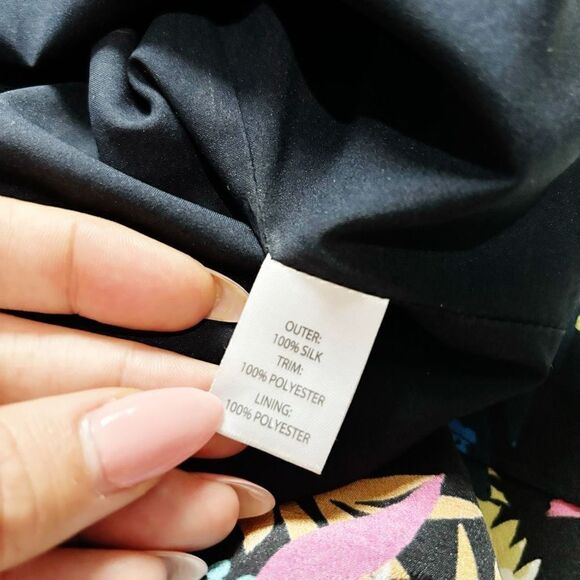 OUTER:
100% SILK
TRIM:
100% POLYESTER
LINING:
100% POLYESTER